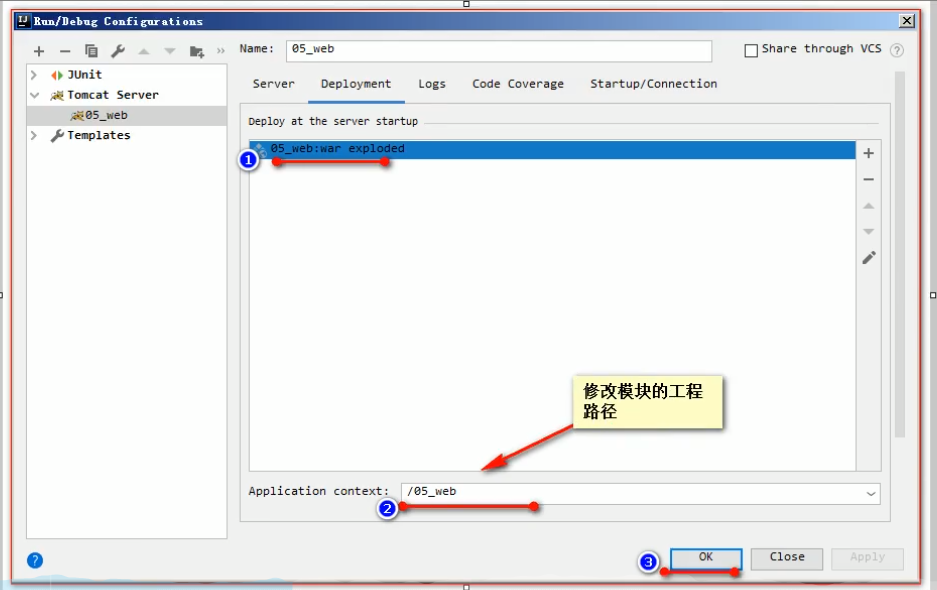 Run/Debug Configurations
Name: 05_web
Share through VCS ?
JUnit
Tomcat Server
05_web
Templates
Server Deployment Logs Code Coverage Startup/Connection
Deploy at the server startup
1 05_web:war exploded
修改模块的工程
路径
Application context: /05_web
2
? 3 OK Close Apply